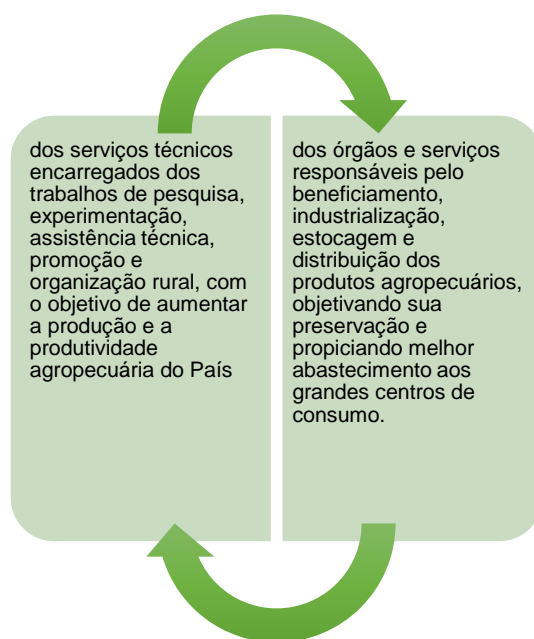 dos serviços técnicos
encarregados dos
trabalhos de pesquisa,
experimentação,
assistência técnica,
promoção e
organização rural, com
o objetivo de aumentar
a produção e a
produtividade
agropecuária do País
dos órgãos e serviços
responsáveis pelo
beneficiamento,
industrialização,
estocagem e
distribuição dos
produtos agropecuários,
objetivando sua
preservação e
propiciando melhor
abastecimento aos
grandes centros de
consumo.